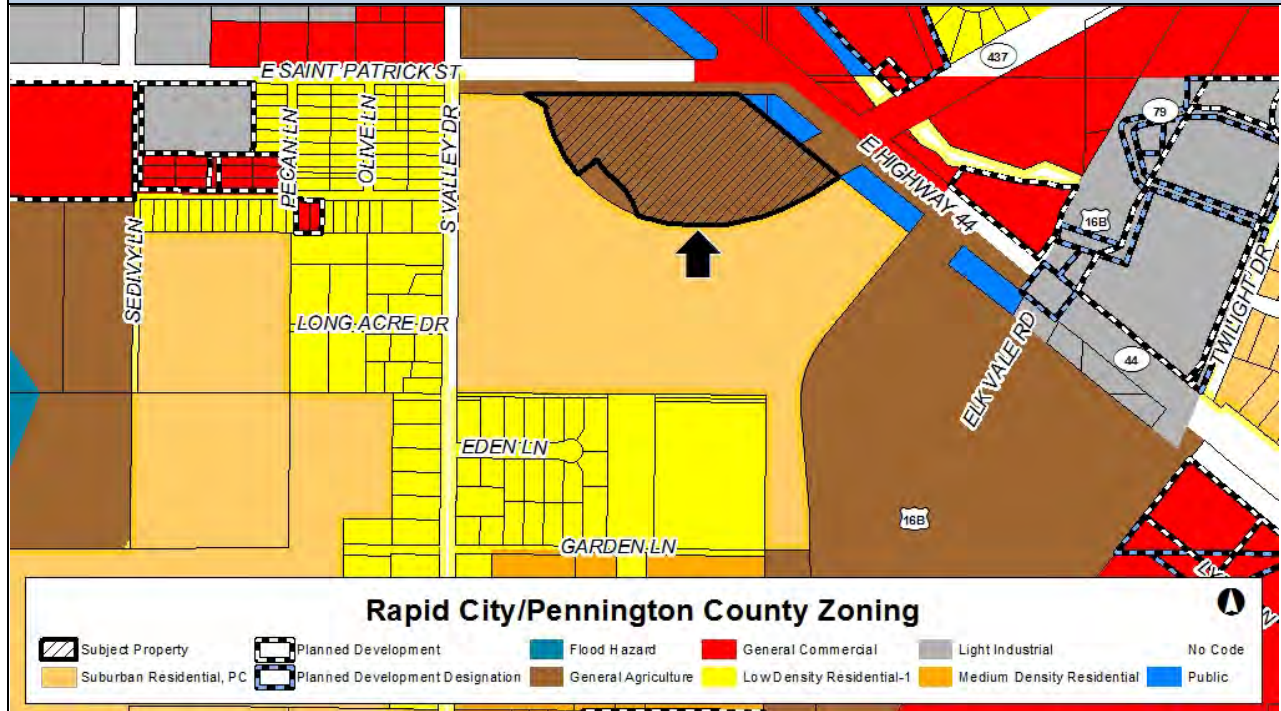 E SAINT PATRICK ST
437
79
PECAN LN
OLIVE LN
S VALLEY DR
E HIGHWAY 44
16B
SEDIVY LN
LONG ACRE DR
ELK VALE RD
TWILIGHT DR
44
EDEN LN
16B
GARDEN LN
Rapid City/Pennington County Zoning
Subject Property
Planned Development
Flood Hazard
General Commercial
Light Industrial
No Code
Suburban Residential, PC
Planned Development Designation
General Agriculture
Low Density Residential-1
Medium Density Residential
Public